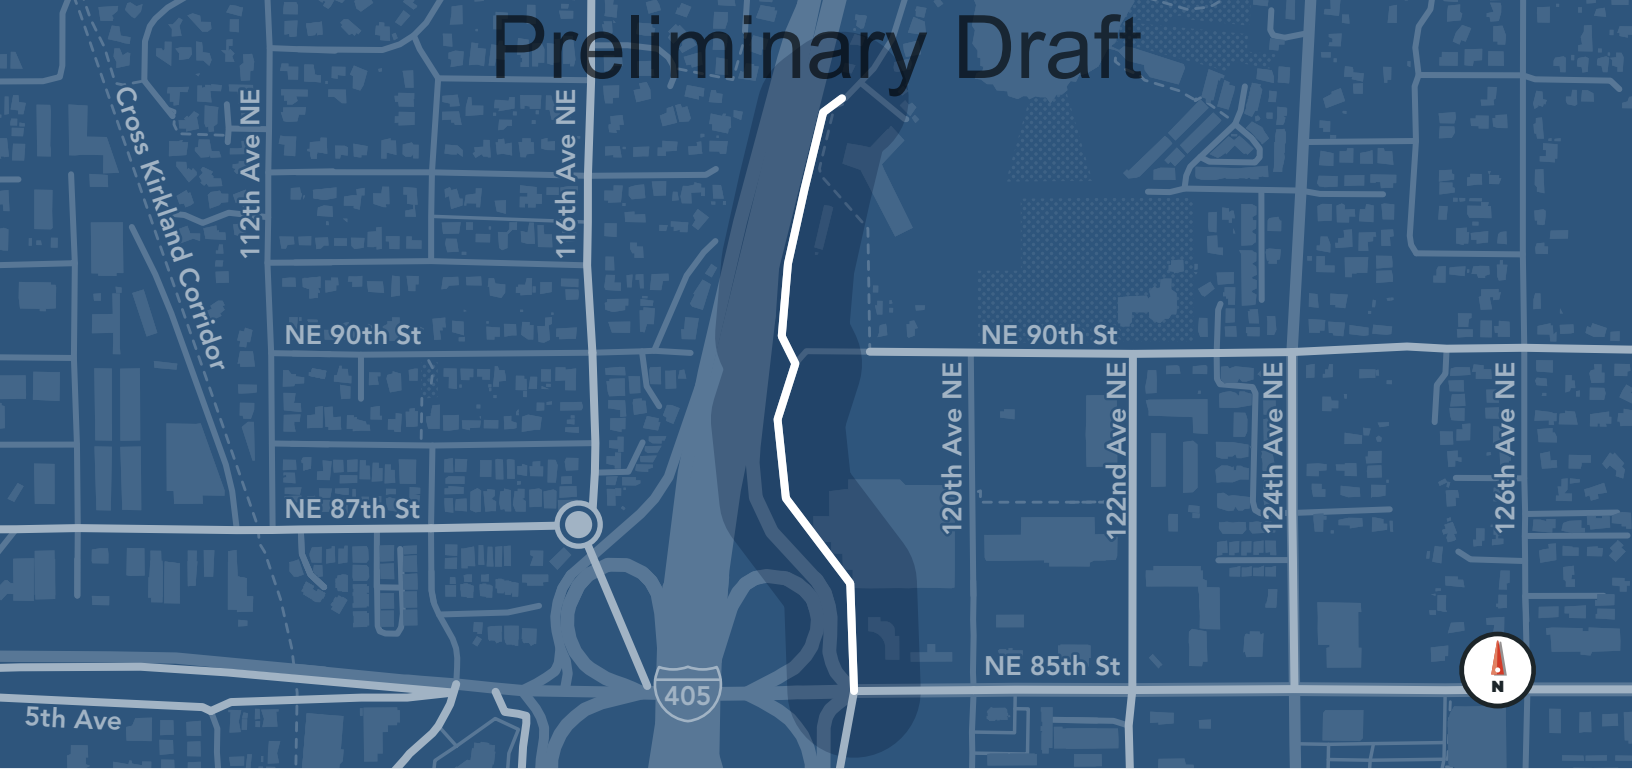 Preliminary Draft
Cross Kirkland Corridor
112th Ave NE
116th Ave NE
NE 90th St
NE 90th St
120th Ave NE
122nd Ave NE
124th Ave NE
126th Ave NE
NE 87th St
NE 85th St
405
5th Ave
N